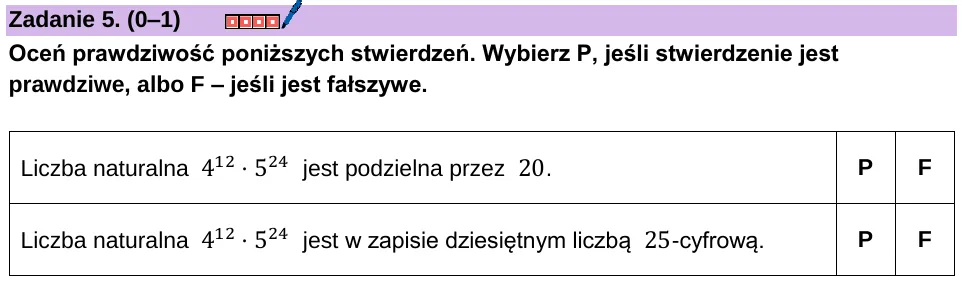 Zadanie 5. (0–1)
Oceń prawdziwość poniższych stwierdzeń. Wybierz P, jeśli stwierdzenie jest
prawdziwe, albo F – jeśli jest fałszywe.
Liczba naturalna 4¹² · 5²⁴ jest podzielna przez 20. P F
Liczba naturalna 4¹² · 5²⁴ jest w zapisie dziesiętnym liczbą 25-cyfrową. P F